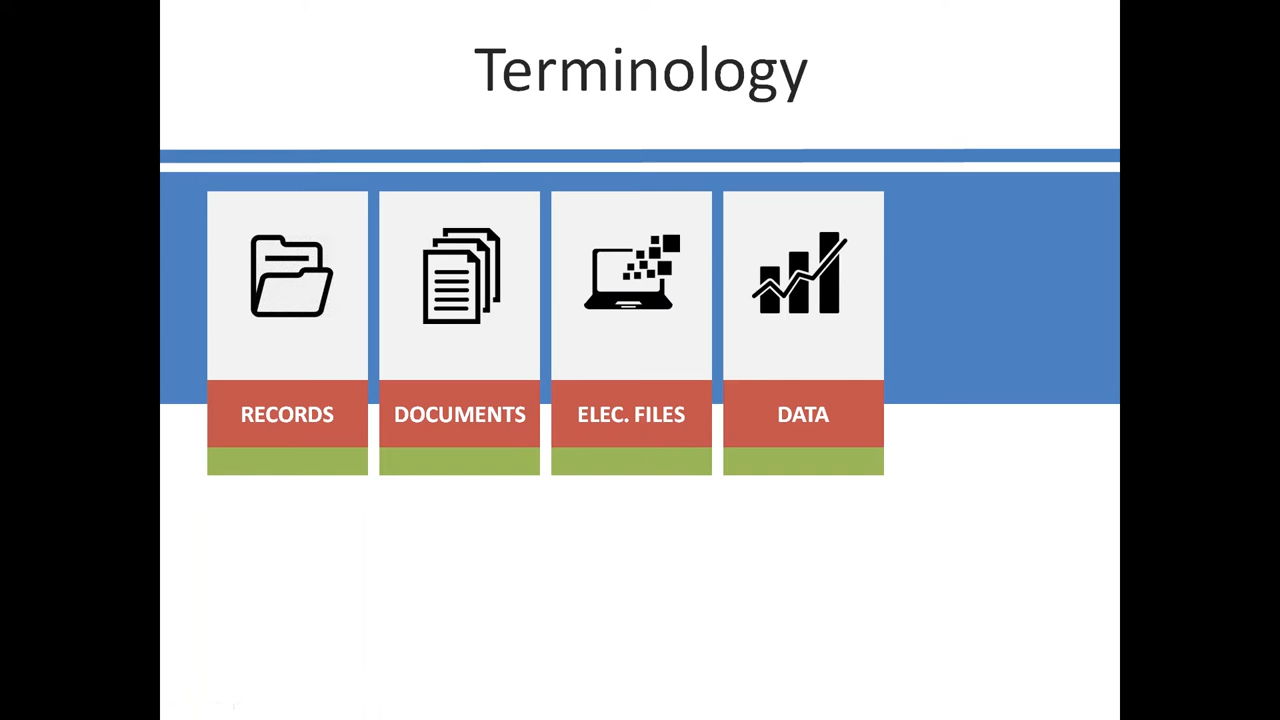 Terminology
RECORDS
DOCUMENTS
ELEC. FILES
DATA